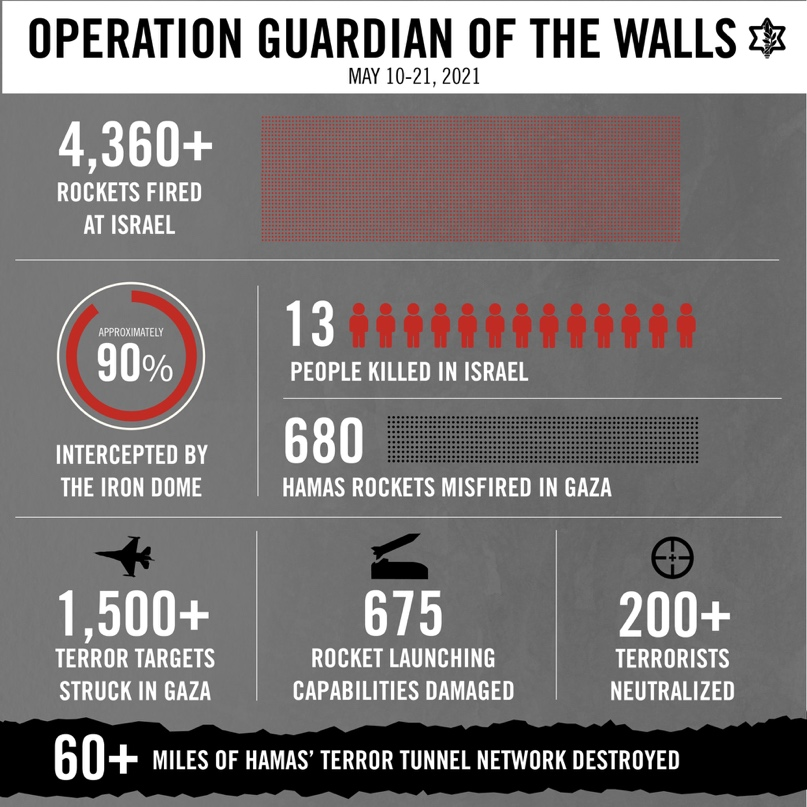 OPERATION GUARDIAN OF THE WALLS
MAY 10-21, 2021
4,360+
ROCKETS FIRED
AT ISRAEL
APPROXIMATELY
90%
INTERCEPTED BY
THE IRON DOME
13
PEOPLE KILLED IN ISRAEL
680
HAMAS ROCKETS MISFIRED IN GAZA
1,500+
TERROR TARGETS
STRUCK IN GAZA
675
ROCKET LAUNCHING
CAPABILITIES DAMAGED
200+
TERRORISTS
NEUTRALIZED
60+ MILES OF HAMAS' TERROR TUNNEL NETWORK DESTROYED